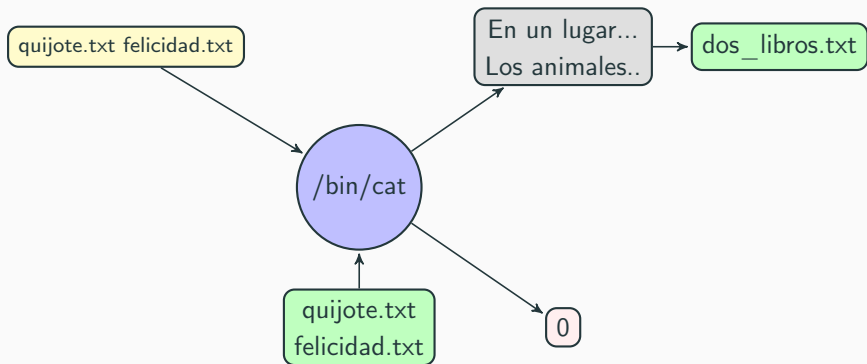 quijote.txt felicidad.txt
En un lugar...
Los animales..
dos_libros.txt
/bin/cat
quijote.txt
felicidad.txt
0